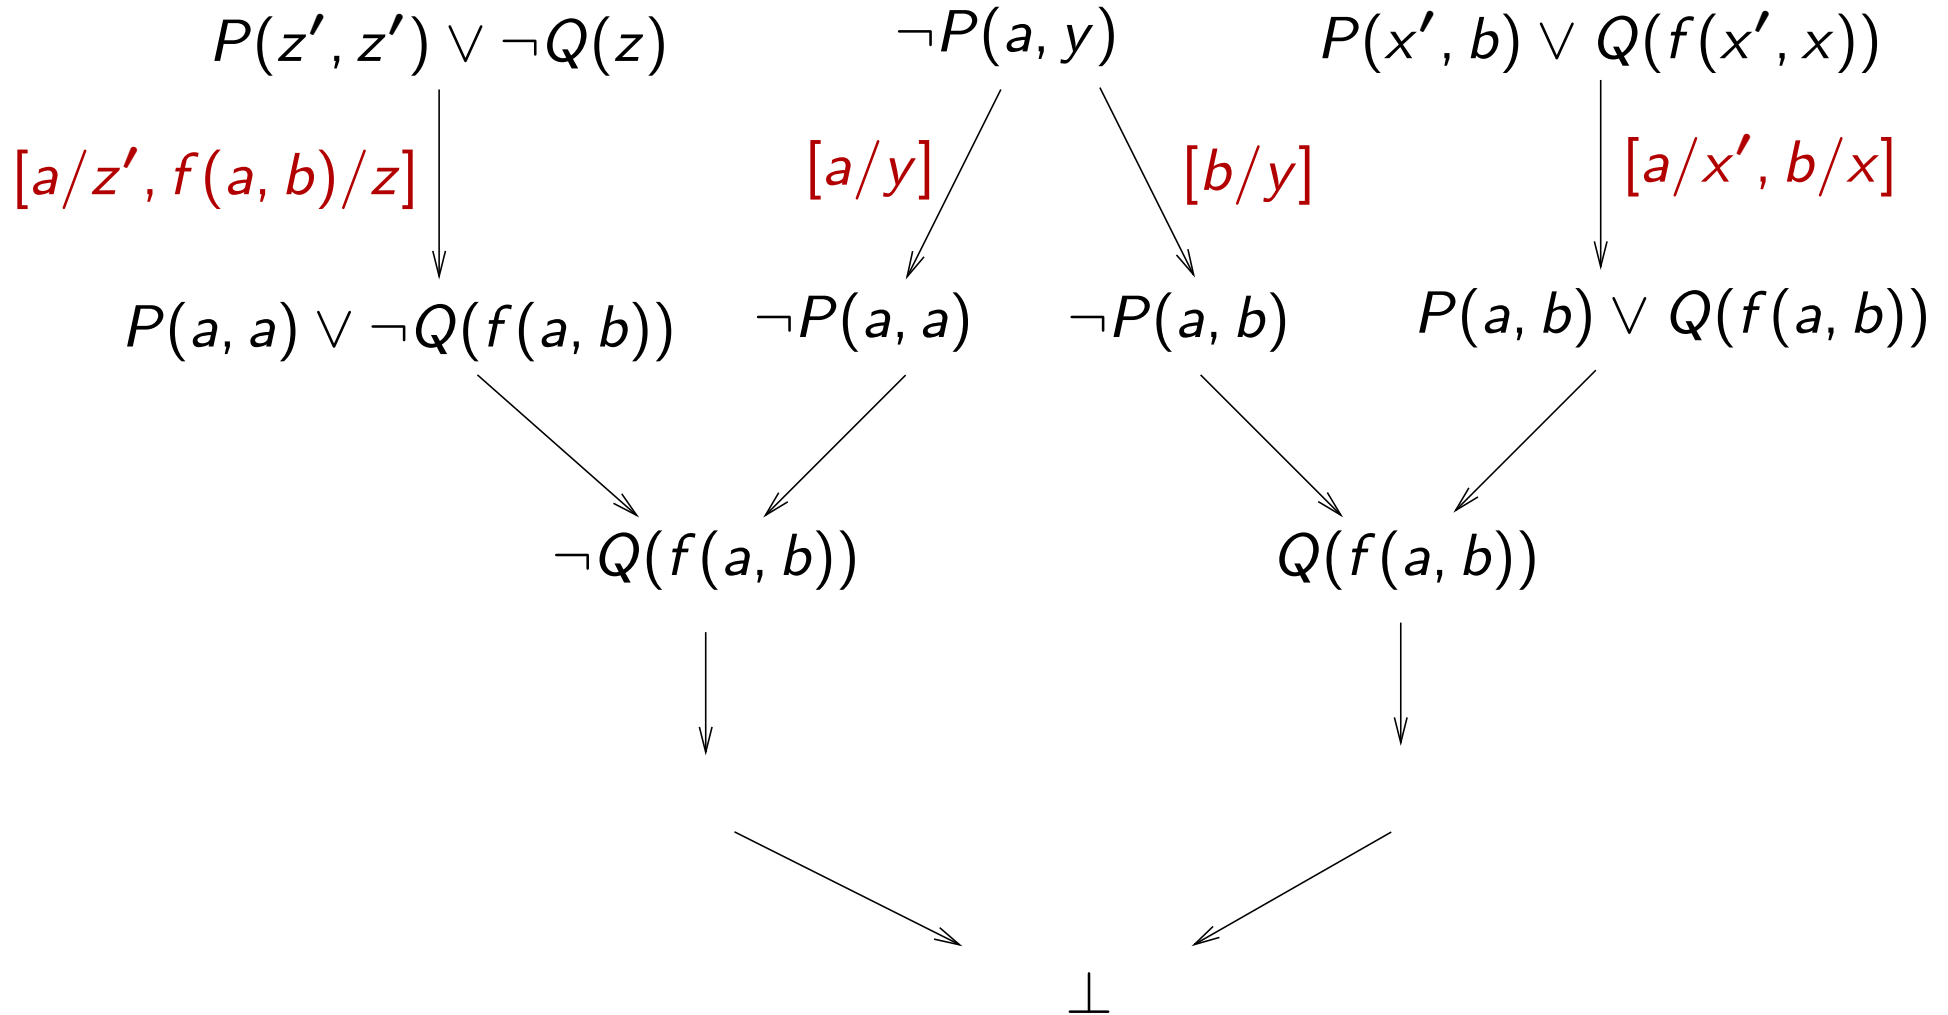 P(z′, z′) ∨ ¬Q(z) ¬P(a, y) P(x′, b) ∨ Q(f(x′, x))
[a/z′, f(a, b)/z] [a/y] [b/y] [a/x′, b/x]
P(a, a) ∨ ¬Q(f(a, b)) ¬P(a, a) ¬P(a, b) P(a, b) ∨ Q(f(a, b))
¬Q(f(a, b)) Q(f(a, b))
⊥